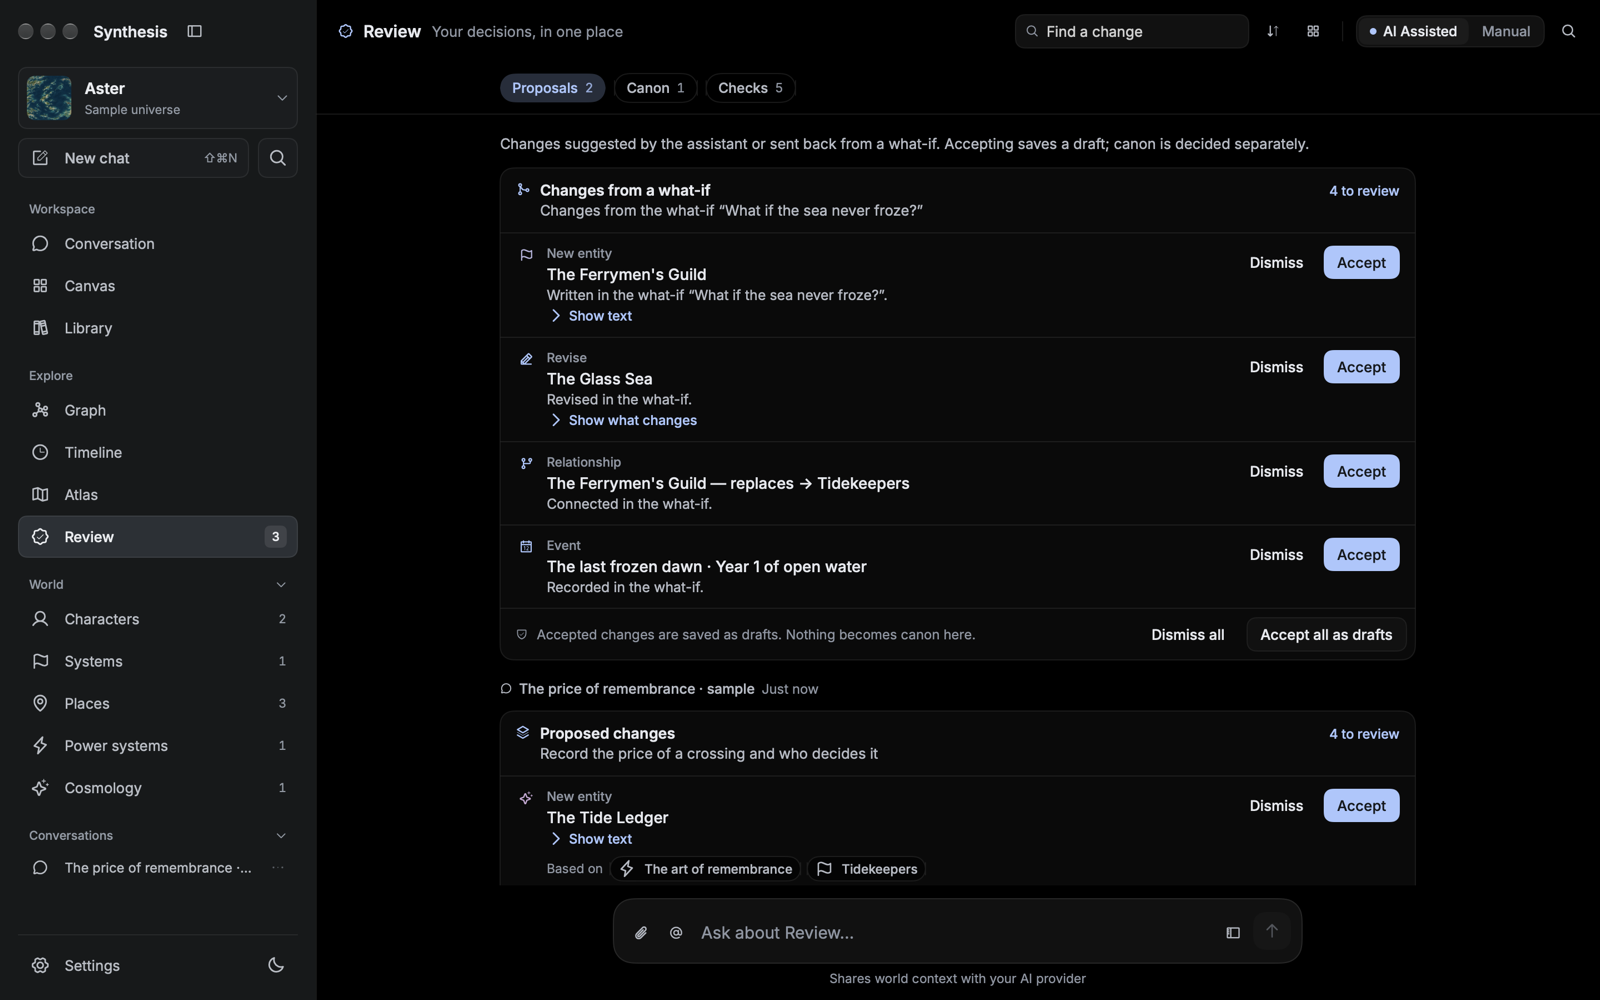 Synthesis
Aster
Sample universe
New chat ⇧⌘N
Workspace
Conversation
Canvas
Library
Explore
Graph
Timeline
Atlas
Review 3
World
Characters 2
Systems 1
Places 3
Power systems 1
Cosmology 1
Conversations
The price of remembrance ·...
Settings
Review Your decisions, in one place
Find a change
AI Assisted Manual
Proposals 2 Canon 1 Checks 5
Changes suggested by the assistant or sent back from a what-if. Accepting saves a draft; canon is decided separately.
Changes from a what-if 4 to review
Changes from the what-if “What if the sea never froze?”
New entity
The Ferrymen's Guild
Written in the what-if “What if the sea never froze?”.
Show text
Dismiss Accept
Revise
The Glass Sea
Revised in the what-if.
Show what changes
Dismiss Accept
Relationship
The Ferrymen's Guild — replaces → Tidekeepers
Connected in the what-if.
Dismiss Accept
Event
The last frozen dawn · Year 1 of open water
Recorded in the what-if.
Dismiss Accept
Accepted changes are saved as drafts. Nothing becomes canon here. Dismiss all Accept all as drafts
The price of remembrance · sample Just now
Proposed changes 4 to review
Record the price of a crossing and who decides it
New entity
The Tide Ledger
Show text
Dismiss Accept
Based on The art of remembrance Tidekeepers
@ Ask about Review...
Shares world context with your AI provider